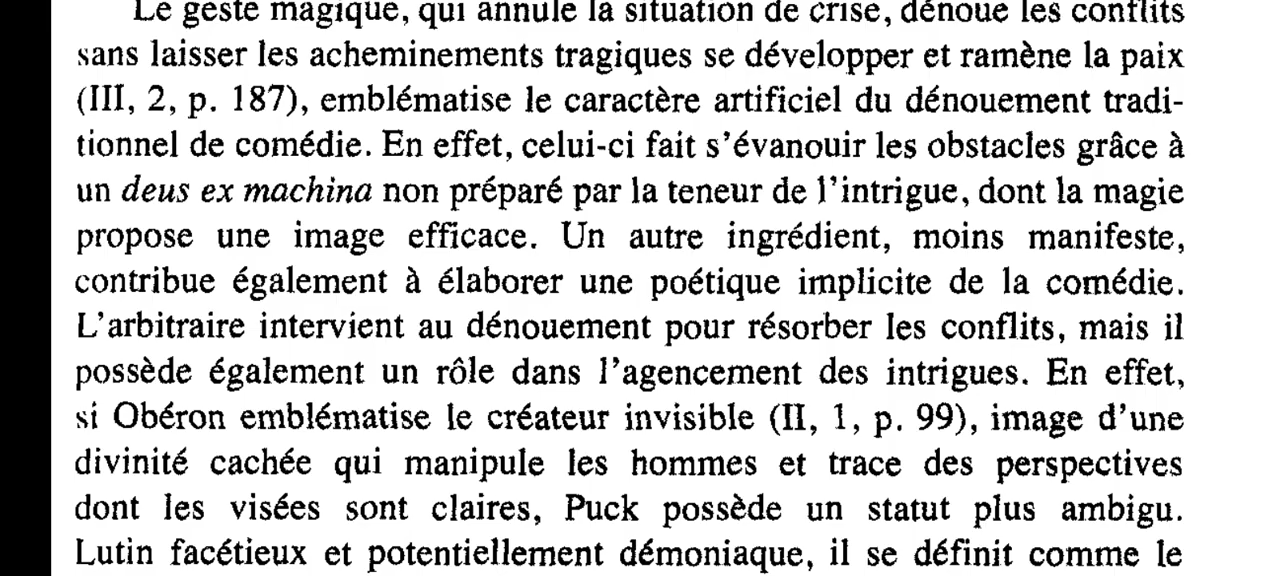 Le geste magique, qui annule la situation de crise, dénoue les conflits
sans laisser les acheminements tragiques se développer et ramène la paix
(III, 2, p. 187), emblématise le caractère artificiel du dénouement tradi-
tionnel de comédie. En effet, celui-ci fait s’évanouir les obstacles grâce à
un deus ex machina non préparé par la teneur de l’intrigue, dont la magie
propose une image efficace. Un autre ingrédient, moins manifeste,
contribue également à élaborer une poétique implicite de la comédie.
L’arbitraire intervient au dénouement pour résorber les conflits, mais il
possède également un rôle dans l’agencement des intrigues. En effet,
si Obéron emblématise le créateur invisible (II, 1, p. 99), image d’une
divinité cachée qui manipule les hommes et trace des perspectives
dont les visées sont claires, Puck possède un statut plus ambigu.
Lutin facétieux et potentiellement démoniaque, il se définit comme le